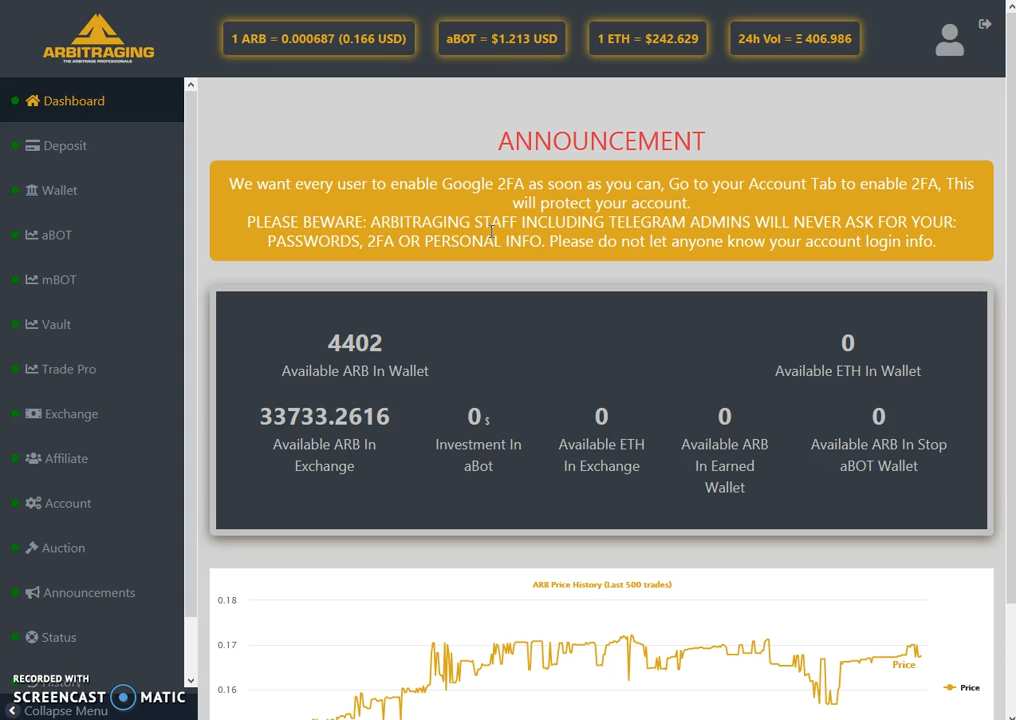 ARBITRAGING
THE ARBITRAGE PROFESSIONALS
1 ARB = 0.000687 (0.166 USD)
aBOT = $1.213 USD
1 ETH = $242.629
24h Vol = Ξ 406.986
Dashboard
Deposit
Wallet
aBOT
mBOT
Vault
Trade Pro
Exchange
Affiliate
Account
Auction
Announcements
Status
RECORDED WITH
SCREENCAST MATIC
Collapse Menu
ANNOUNCEMENT
We want every user to enable Google 2FA as soon as you can, Go to your Account Tab to enable 2FA, This
will protect your account.
PLEASE BEWARE: ARBITRAGING STAFF INCLUDING TELEGRAM ADMINS WILL NEVER ASK FOR YOUR:
PASSWORDS, 2FA OR PERSONAL INFO. Please do not let anyone know your account login info.
4402
Available ARB In Wallet
0
Available ETH In Wallet
33733.2616
Available ARB In
Exchange
0 $
Investment In
aBot
0
Available ETH
In Exchange
0
Available ARB
In Earned
Wallet
0
Available ARB In Stop
aBOT Wallet
ARB Price History (Last 500 trades)
0.18
0.17
0.16
Price
Price